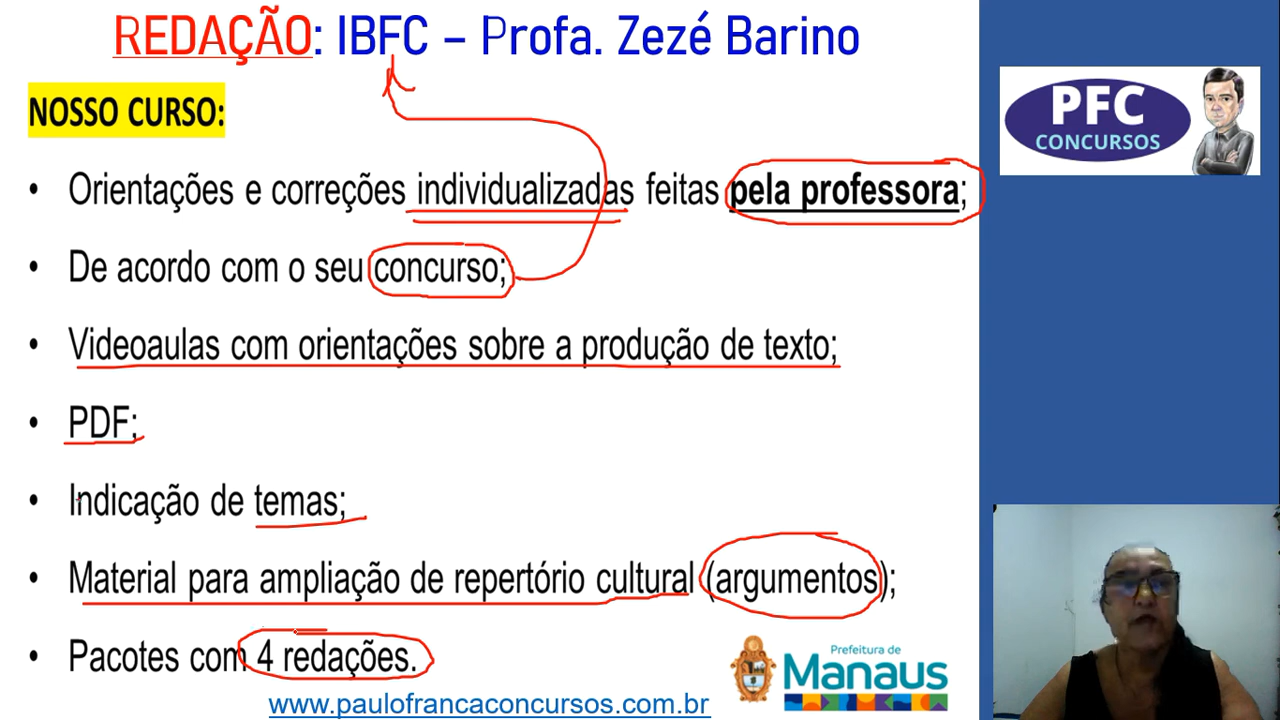 REDAÇÃO: IBFC – Profa. Zezé Barino
NOSSO CURSO:
• Orientações e correções individualizadas feitas pela professora;
• De acordo com o seu concurso;
• Videoaulas com orientações sobre a produção de texto;
• PDF;
• Indicação de temas;
• Material para ampliação de repertório cultural (argumentos);
• Pacotes com 4 redações.
www.paulofrancaconcursos.com.br
Prefeitura de
Manaus
PFC
CONCURSOS